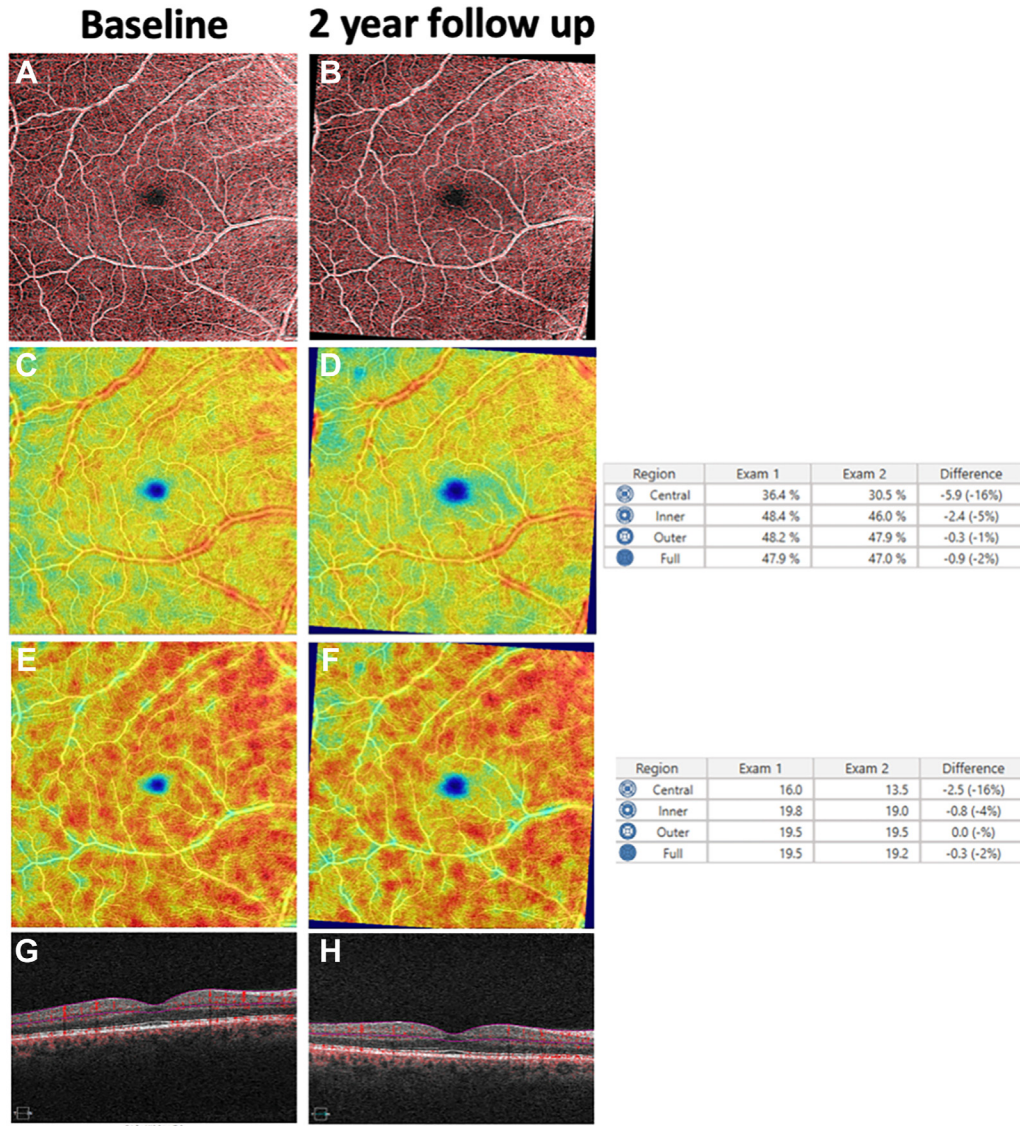 Baseline 2 year follow up
A B
C D
Region Exam 1 Exam 2 Difference
Central 36.4 % 30.5 % -5.9 (-16%)
Inner 48.4 % 46.0 % -2.4 (-5%)
Outer 48.2 % 47.9 % -0.3 (-1%)
Full 47.9 % 47.0 % -0.9 (-2%)
E F
Region Exam 1 Exam 2 Difference
Central 16.0 13.5 -2.5 (-16%)
Inner 19.8 19.0 -0.8 (-4%)
Outer 19.5 19.5 0.0 (-%)
Full 19.5 19.2 -0.3 (-2%)
G H